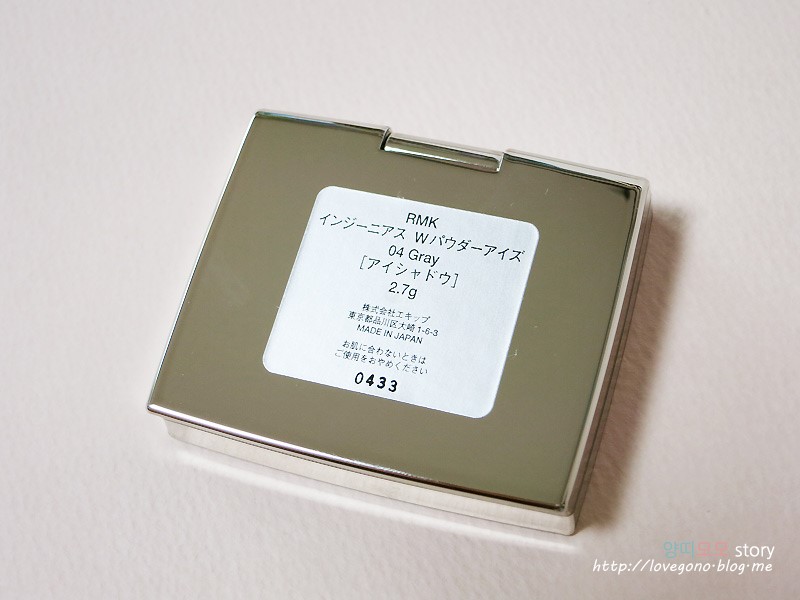 RMK
インジーニアス Wパウダーアイズ
04 Gray
［アイシャドウ］
2.7g
株式会社エキップ
東京都品川区大崎1-6-3
MADE IN JAPAN
お肌に合わないときは
ご使用をおやめください
0433
story
http://lovegono.blog.me